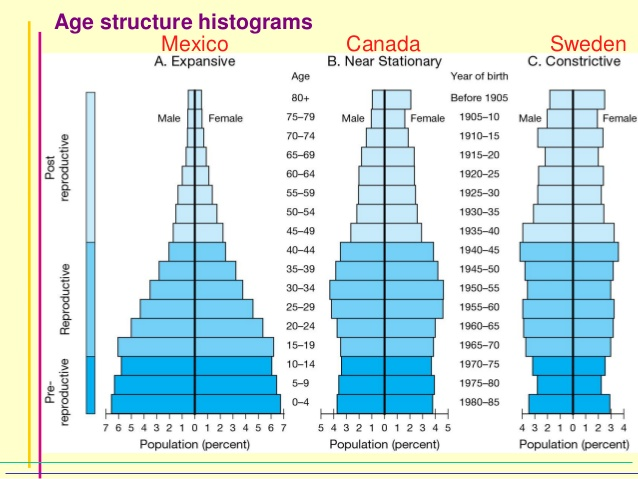 Age structure histograms
Mexico Canada Sweden
A. Expansive B. Near Stationary C. Constrictive
Age Year of birth
80+ Before 1905
Male Female 75–79 Male Female 1905–10 Male Female
70–74 1910–15
65–69 1915–20
60–64 1920–25
55–59 1925–30
50–54 1930–35
45–49 1935–40
40–44 1940–45
35–39 1945–50
30–34 1950–55
25–29 1955–60
20–24 1960–65
15–19 1965–70
10–14 1970–75
5–9 1975–80
0–4 1980–85
Post
reproductive
Reproductive
Pre-
reproductive
7 6 5 4 3 2 1 0 1 2 3 4 5 6 7 5 4 3 2 1 0 1 2 3 4 5 4 3 2 1 0 1 2 3 4
Population (percent) Population (percent) Population (percent)